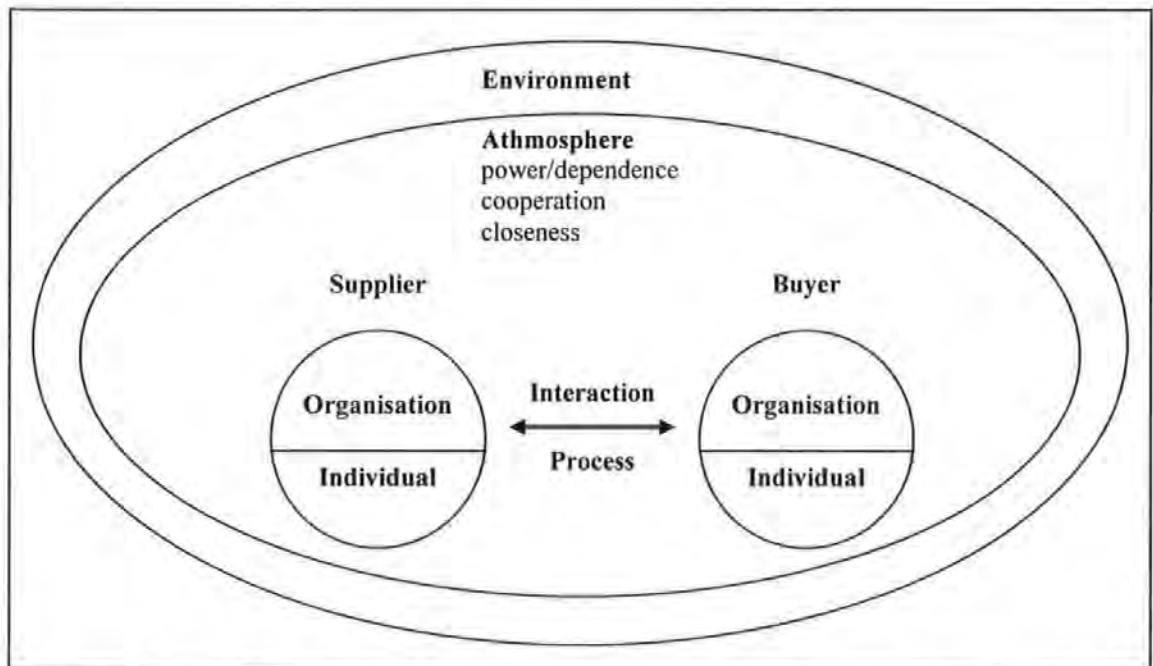 Environment
Athmosphere
power/dependence
cooperation
closeness
Supplier
Buyer
Organisation
Individual
Interaction
Process
Organisation
Individual